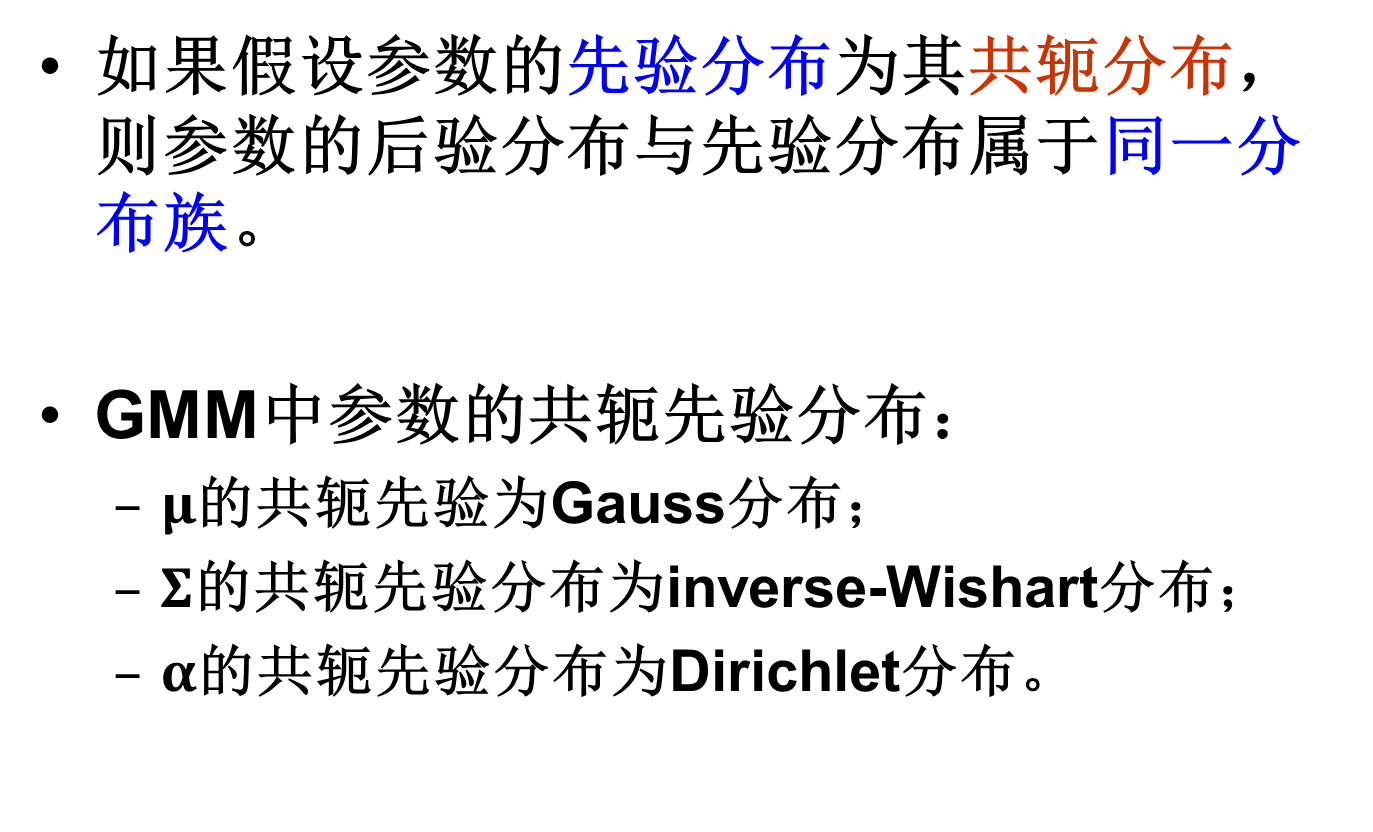 • 如果假设参数的先验分布为其共轭分布，
则参数的后验分布与先验分布属于同一分
布族。
• GMM中参数的共轭先验分布：
– μ的共轭先验为Gauss分布；
– Σ的共轭先验分布为inverse-Wishart分布；
– α的共轭先验分布为Dirichlet分布。